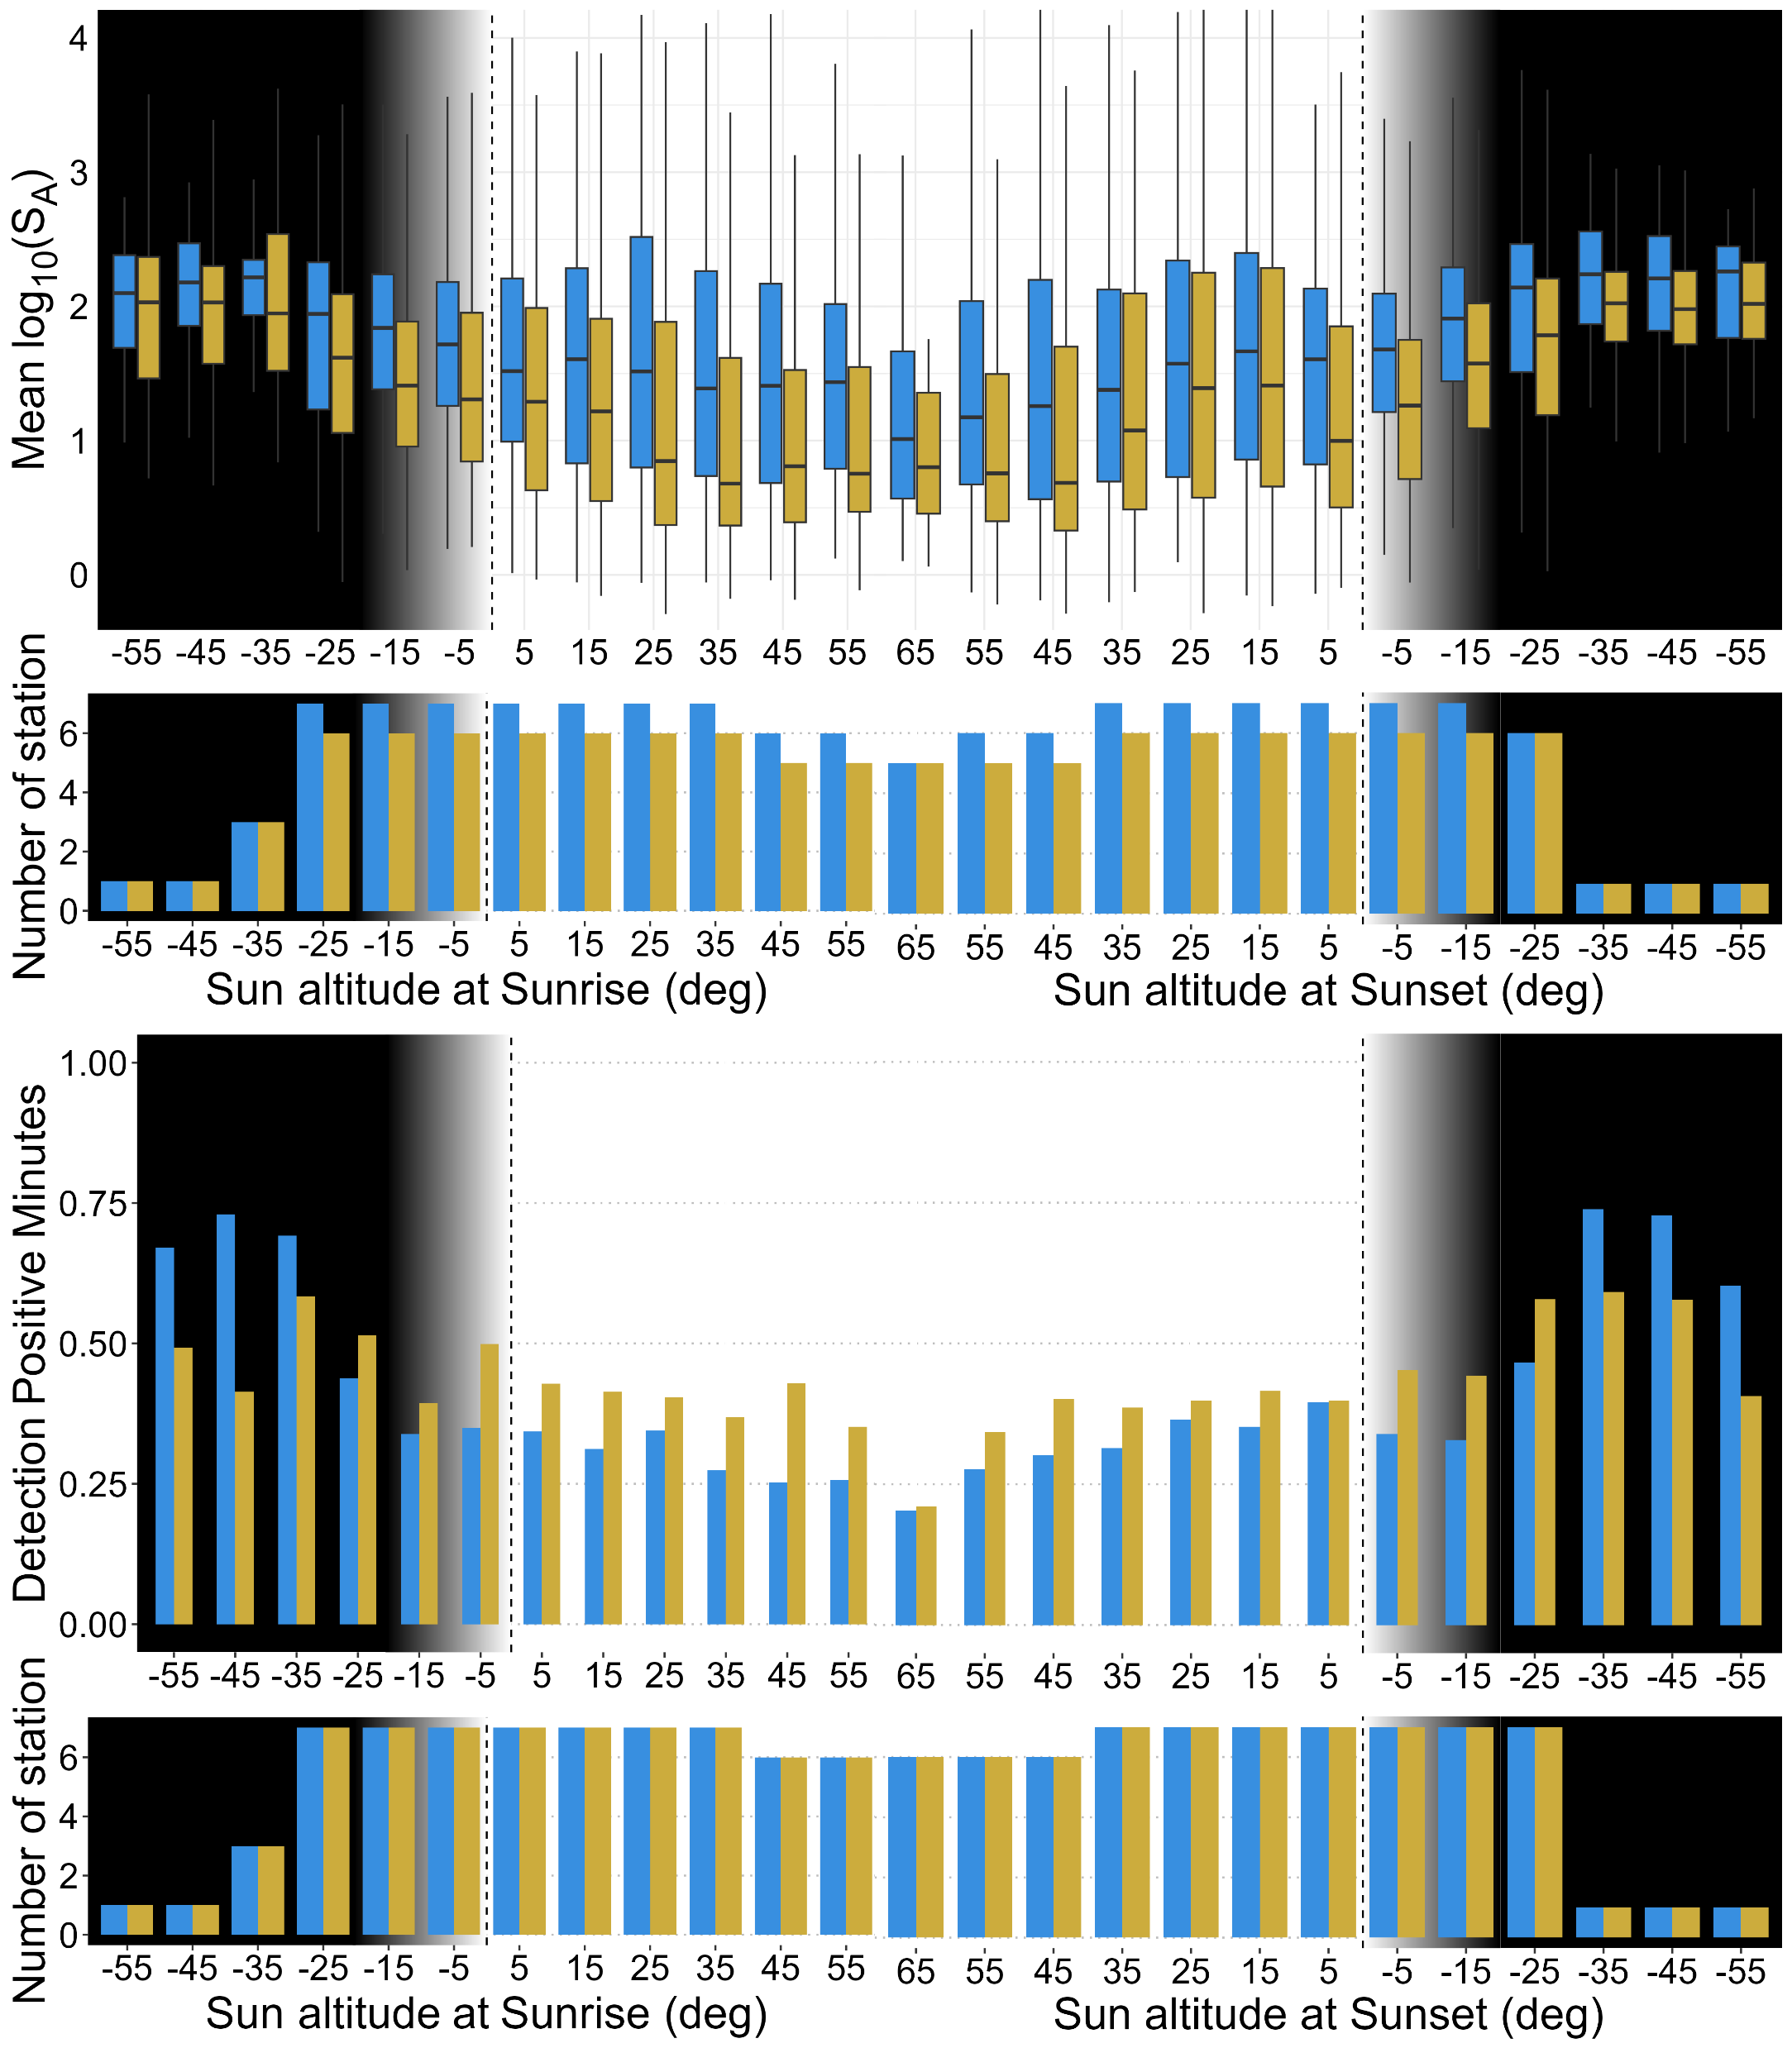 Mean log10(SA)
4
3
2
1
0
-55 -45 -35 -25 -15 -5 5 15 25 35 45 55 65 55 45 35 25 15 5 -5 -15 -25 -35 -45 -55
Number of station
6
4
2
0
-55 -45 -35 -25 -15 -5 5 15 25 35 45 55 65 55 45 35 25 15 5 -5 -15 -25 -35 -45 -55
Sun altitude at Sunrise (deg) Sun altitude at Sunset (deg)
Detection Positive Minutes
1.00
0.75
0.50
0.25
0.00
-55 -45 -35 -25 -15 -5 5 15 25 35 45 55 65 55 45 35 25 15 5 -5 -15 -25 -35 -45 -55
Number of station
6
4
2
0
-55 -45 -35 -25 -15 -5 5 15 25 35 45 55 65 55 45 35 25 15 5 -5 -15 -25 -35 -45 -55
Sun altitude at Sunrise (deg) Sun altitude at Sunset (deg)